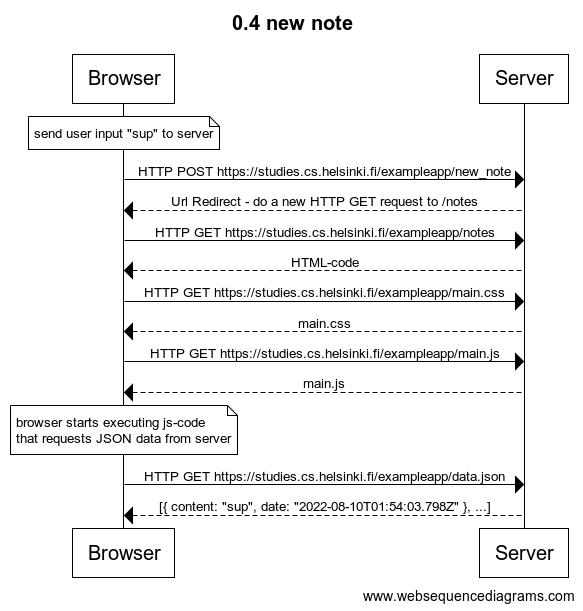 0.4 new note
Browser
Server
send user input "sup" to server
HTTP POST https://studies.cs.helsinki.fi/exampleapp/new_note
Url Redirect - do a new HTTP GET request to /notes
HTTP GET https://studies.cs.helsinki.fi/exampleapp/notes
HTML-code
HTTP GET https://studies.cs.helsinki.fi/exampleapp/main.css
main.css
HTTP GET https://studies.cs.helsinki.fi/exampleapp/main.js
main.js
browser starts executing js-code
that requests JSON data from server
HTTP GET https://studies.cs.helsinki.fi/exampleapp/data.json
[{ content: "sup", date: "2022-08-10T01:54:03.798Z" }, ...]
Browser
Server
www.websequencediagrams.com